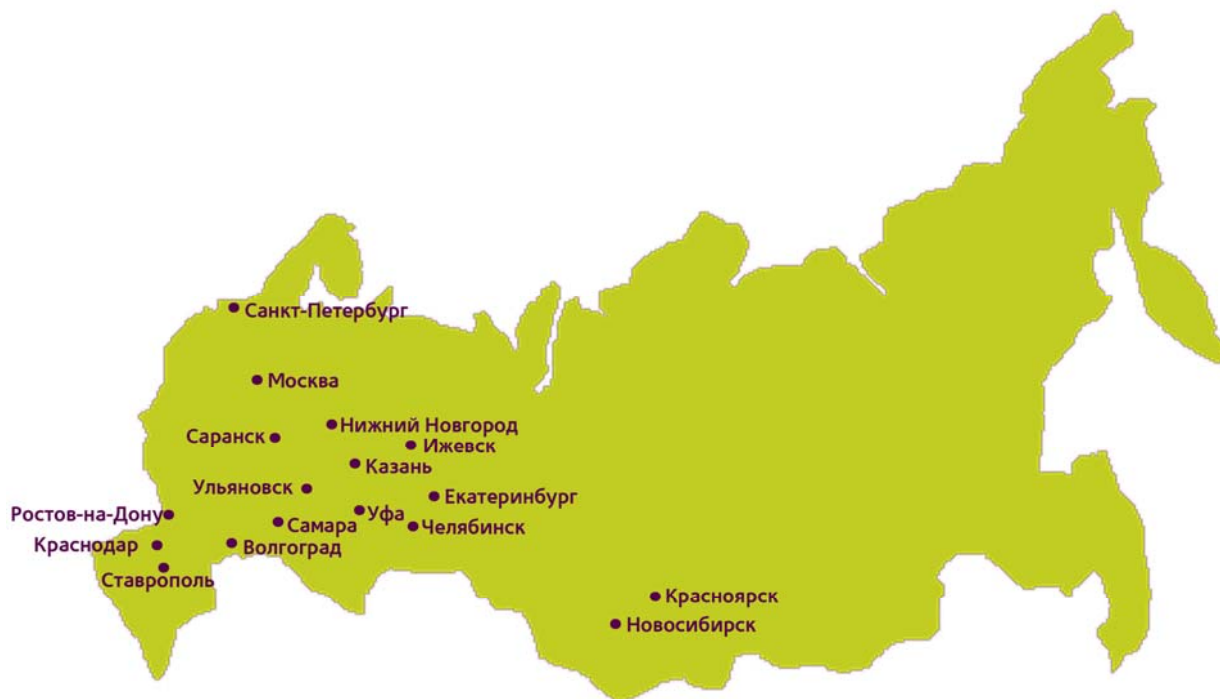 Санкт-Петербург
Москва
Нижний Новгород
Саранск
Ижевск
Казань
Ульяновск
Екатеринбург
Ростов-на-Дону
Уфа
Самара
Челябинск
Краснодар
Волгоград
Ставрополь
Красноярск
Новосибирск